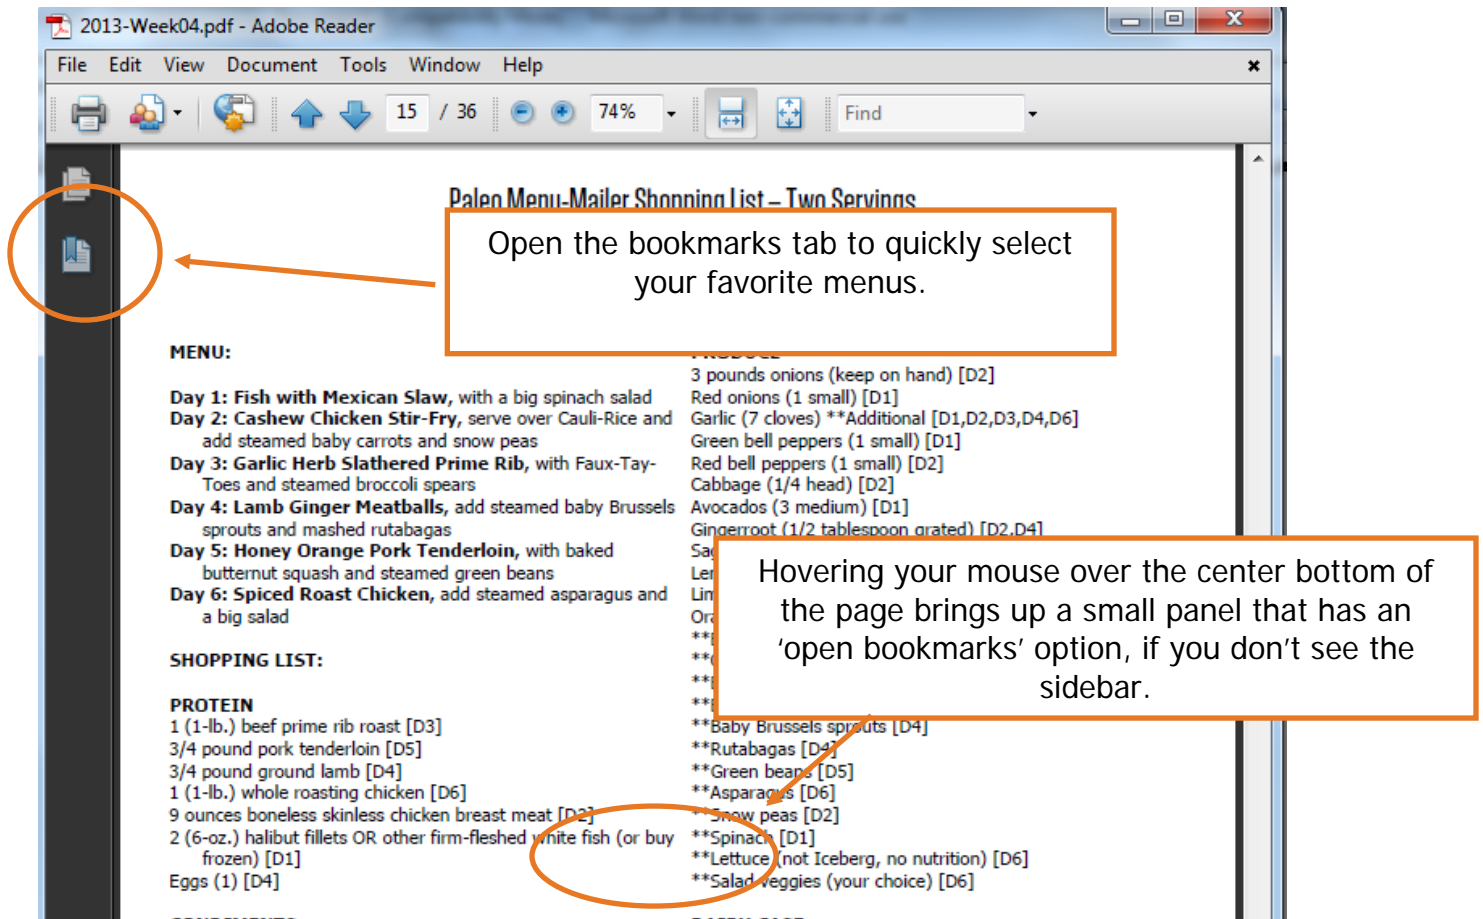 2013-Week04.pdf - Adobe Reader
File Edit View Document Tools Window Help
15 / 36 74% Find
Paleo Menu-Mailer Shopping List – Two Servings
Open the bookmarks tab to quickly select
your favorite menus.
MENU:
Day 1: Fish with Mexican Slaw, with a big spinach salad
Day 2: Cashew Chicken Stir-Fry, serve over Cauli-Rice and
add steamed baby carrots and snow peas
Day 3: Garlic Herb Slathered Prime Rib, with Faux-Tay-
Toes and steamed broccoli spears
Day 4: Lamb Ginger Meatballs, add steamed baby Brussels
sprouts and mashed rutabagas
Day 5: Honey Orange Pork Tenderloin, with baked
butternut squash and steamed green beans
Day 6: Spiced Roast Chicken, add steamed asparagus and
a big salad
SHOPPING LIST:
PROTEIN
1 (1-lb.) beef prime rib roast [D3]
3/4 pound pork tenderloin [D5]
3/4 pound ground lamb [D4]
1 (1-lb.) whole roasting chicken [D6]
9 ounces boneless skinless chicken breast meat [D2]
2 (6-oz.) halibut fillets OR other firm-fleshed white fish (or buy
frozen) [D1]
Eggs (1) [D4]
PRODUCE
3 pounds onions (keep on hand) [D2]
Red onions (1 small) [D1]
Garlic (7 cloves) **Additional [D1,D2,D3,D4,D6]
Green bell peppers (1 small) [D1]
Red bell peppers (1 small) [D2]
Cabbage (1/4 head) [D2]
Avocados (3 medium) [D1]
Gingerroot (1/2 tablespoon grated) [D2,D4]
Hovering your mouse over the center bottom of
the page brings up a small panel that has an
‘open bookmarks’ option, if you don’t see the
sidebar.
**Baby Brussels sprouts [D4]
**Rutabagas [D4]
**Green beans [D5]
**Asparagus [D6]
**Snow peas [D2]
**Spinach [D1]
**Lettuce (not Iceberg, no nutrition) [D6]
**Salad veggies (your choice) [D6]